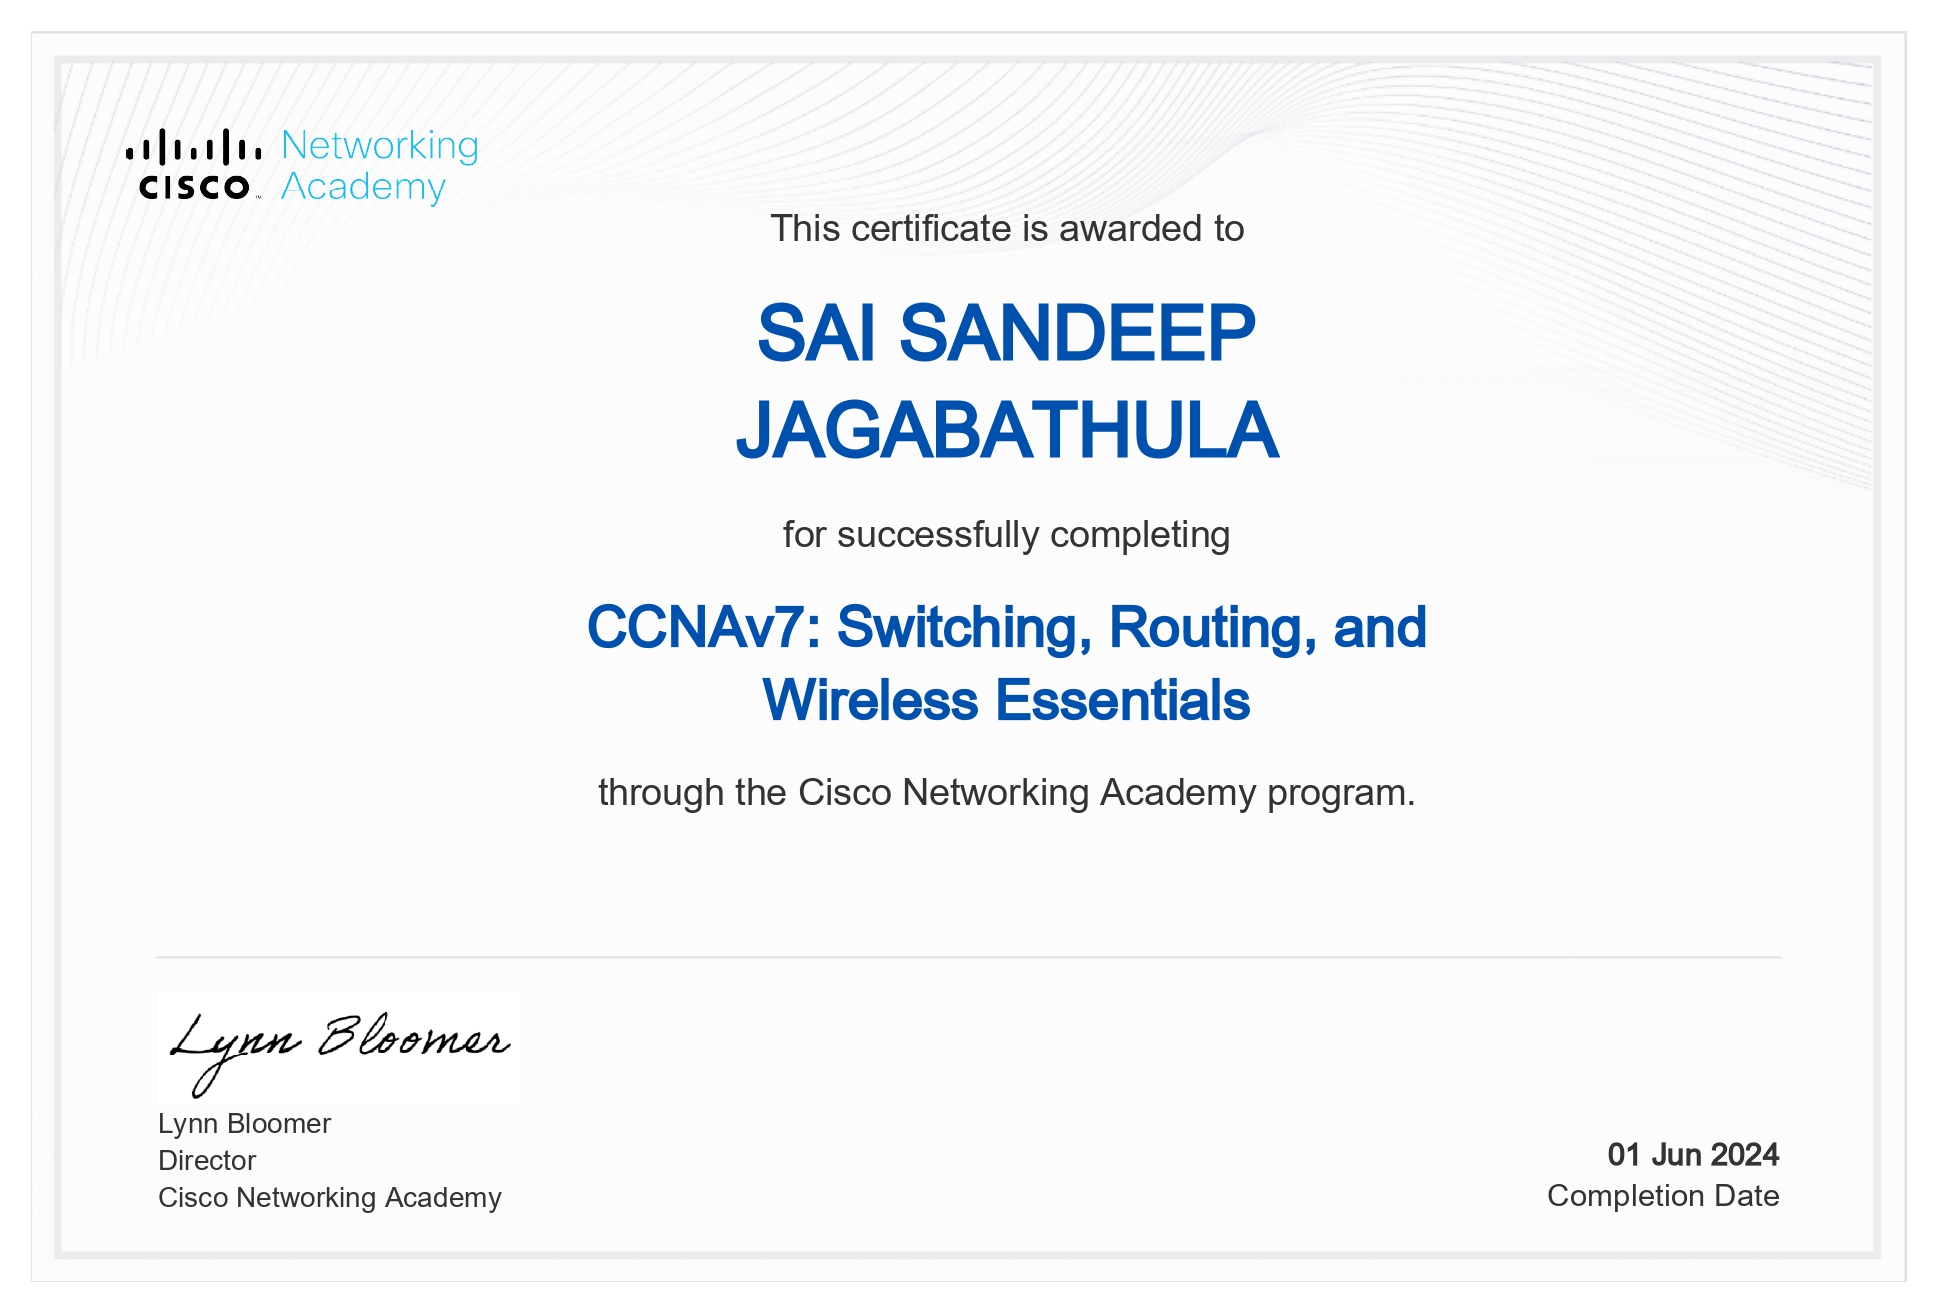 Networking
CISCO Academy
This certificate is awarded to
SAI SANDEEP
JAGABATHULA
for successfully completing
CCNAv7: Switching, Routing, and
Wireless Essentials
through the Cisco Networking Academy program.
Lynn Bloomer
Lynn Bloomer
Director
Cisco Networking Academy
01 Jun 2024
Completion Date